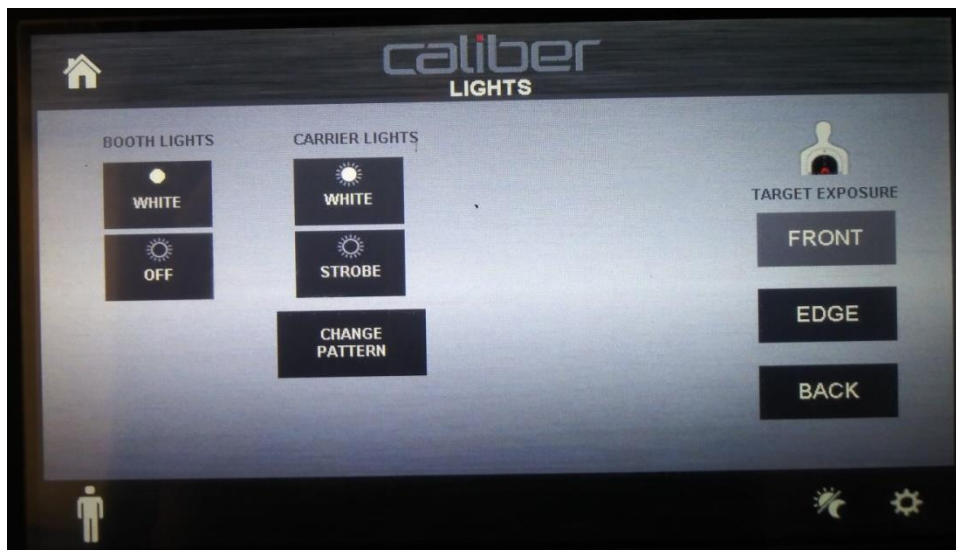 caliber
LIGHTS
BOOTH LIGHTS
WHITE
OFF
CARRIER LIGHTS
WHITE
STROBE
CHANGE
PATTERN
TARGET EXPOSURE
FRONT
EDGE
BACK